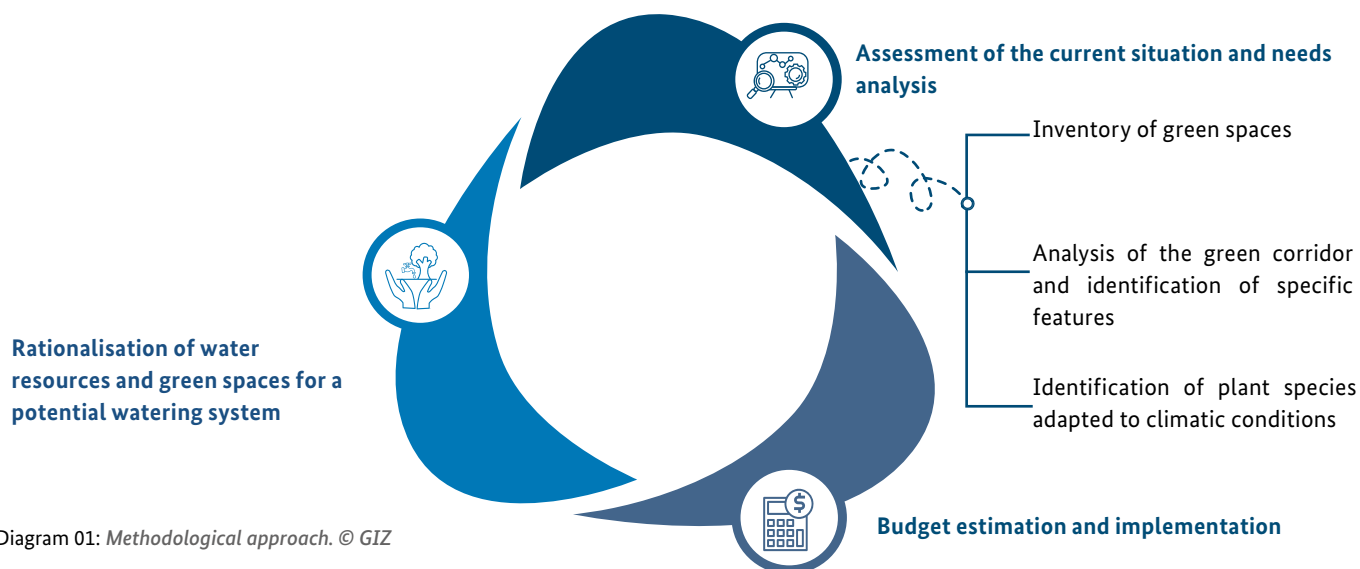 Assessment of the current situation and needs
analysis
Inventory of green spaces
Analysis of the green corridor
and identification of specific
features
Identification of plant species
adapted to climatic conditions
Rationalisation of water
resources and green spaces for a
potential watering system
$
Budget estimation and implementation
Diagram 01: Methodological approach. © GIZ